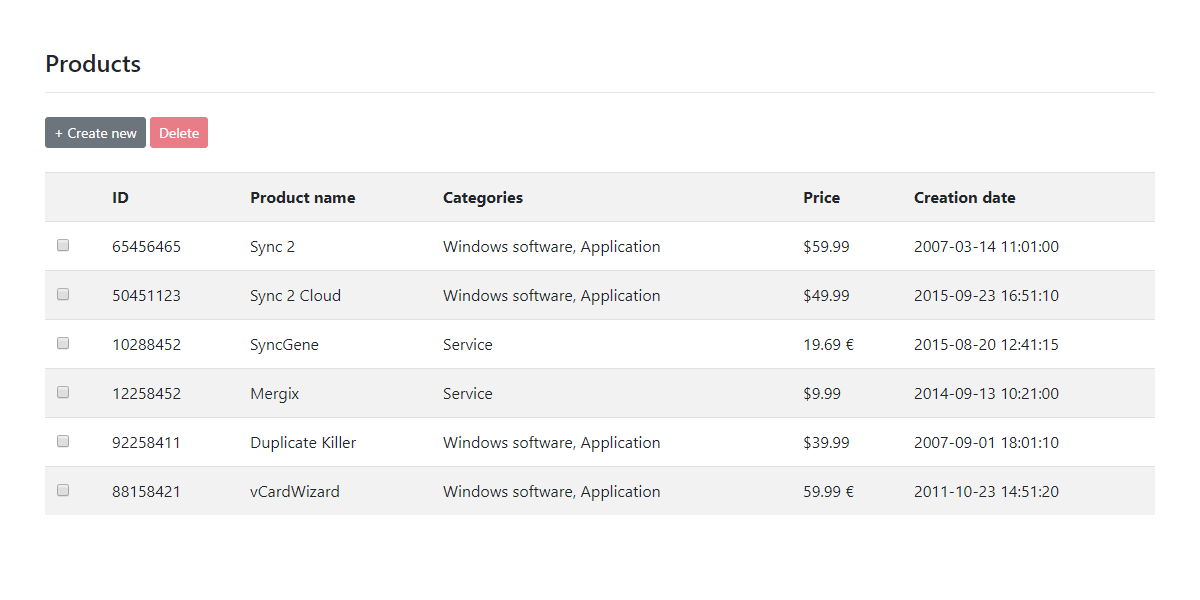 Products
+ Create new Delete
ID Product name Categories Price Creation date
65456465 Sync 2 Windows software, Application $59.99 2007-03-14 11:01:00
50451123 Sync 2 Cloud Windows software, Application $49.99 2015-09-23 16:51:10
10288452 SyncGene Service 19.69 € 2015-08-20 12:41:15
12258452 Mergix Service $9.99 2014-09-13 10:21:00
92258411 Duplicate Killer Windows software, Application $39.99 2007-09-01 18:01:10
88158421 vCardWizard Windows software, Application 59.99 € 2011-10-23 14:51:20